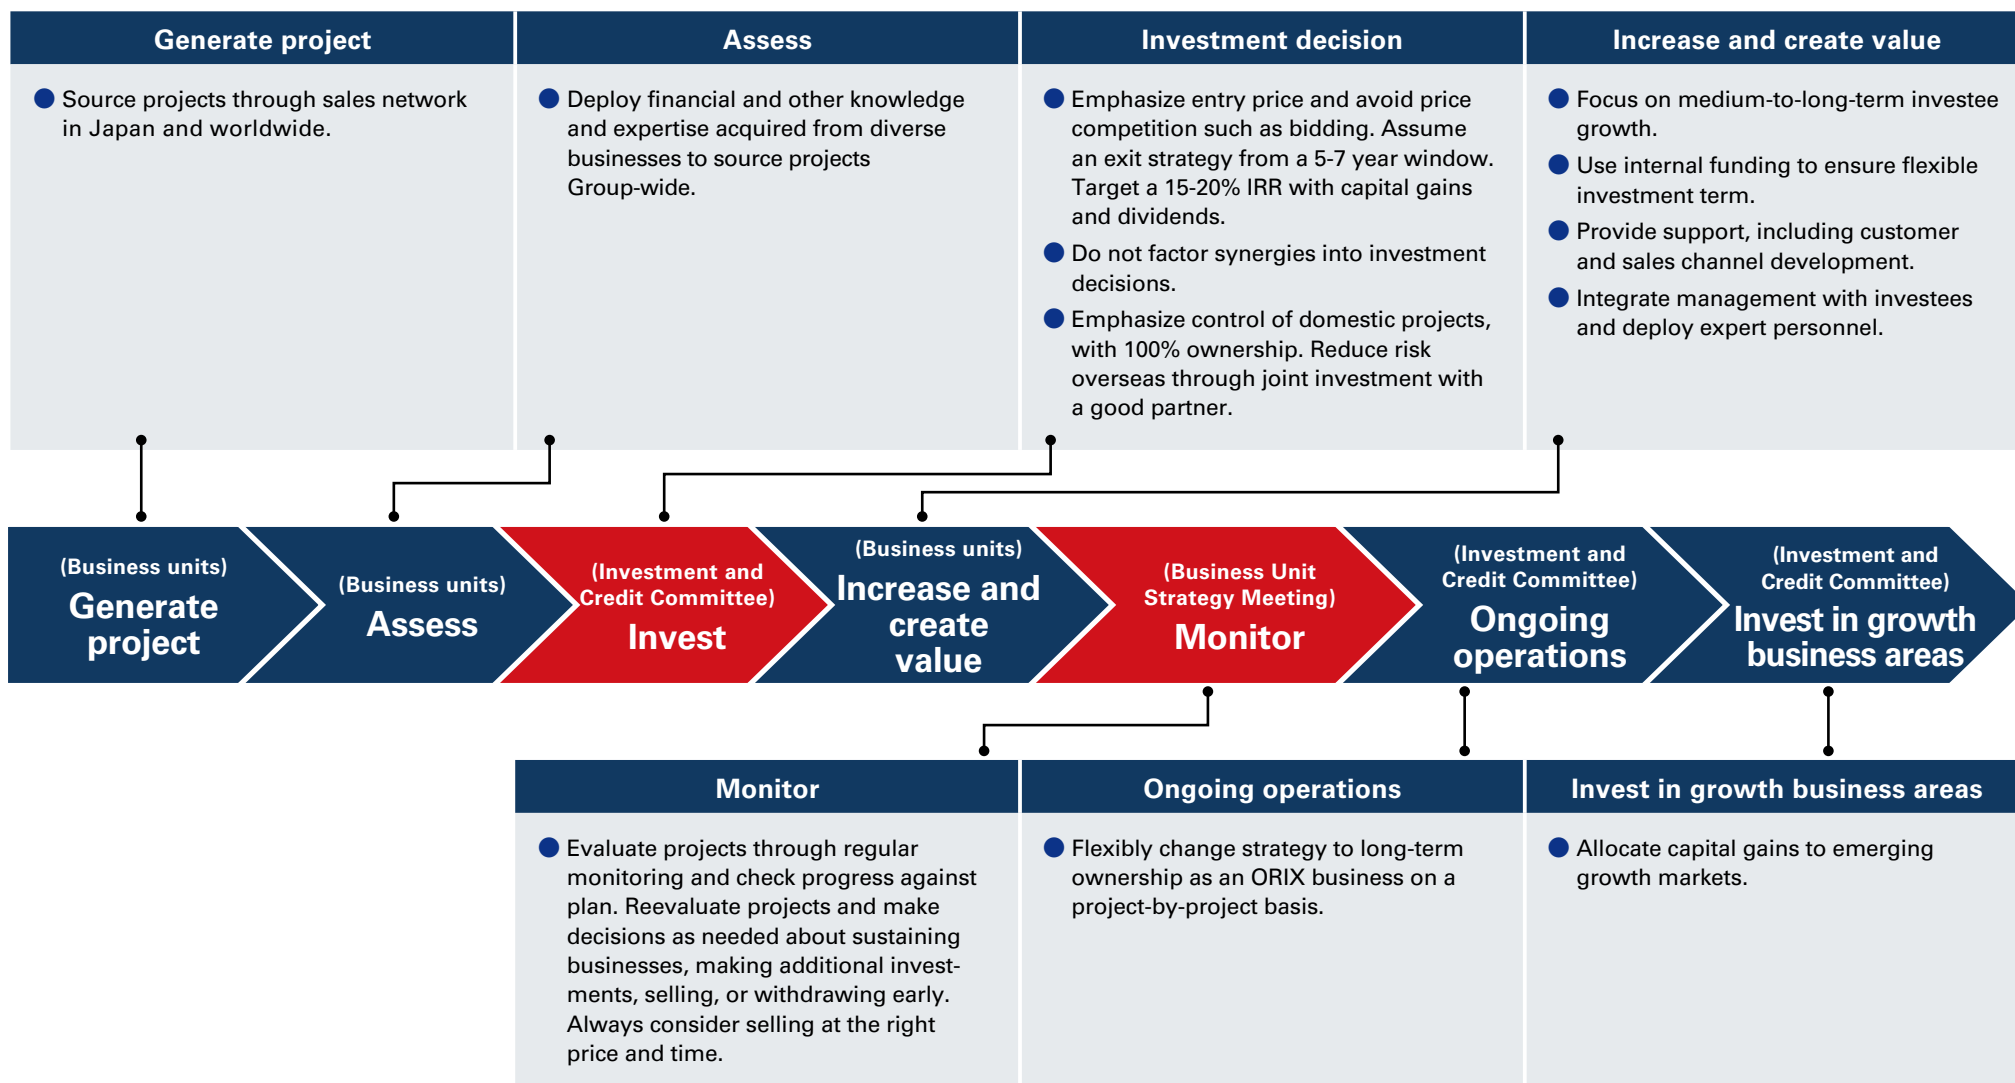 Generate project
Source projects through sales network
in Japan and worldwide.
Assess
Deploy financial and other knowledge
and expertise acquired from diverse
businesses to source projects
Group-wide.
Investment decision
Emphasize entry price and avoid price
competition such as bidding. Assume
an exit strategy from a 5-7 year window.
Target a 15-20% IRR with capital gains
and dividends.
Do not factor synergies into investment
decisions.
Emphasize control of domestic projects,
with 100% ownership. Reduce risk
overseas through joint investment with
a good partner.
Increase and create value
Focus on medium-to-long-term investee
growth.
Use internal funding to ensure flexible
investment term.
Provide support, including customer
and sales channel development.
Integrate management with investees
and deploy expert personnel.
(Business units)
Generate
project
(Business units)
Assess
(Investment and
Credit Committee)
Invest
(Business units)
Increase and
create
value
(Business Unit
Strategy Meeting)
Monitor
(Investment and
Credit Committee)
Ongoing
operations
(Investment and
Credit Committee)
Invest in growth
business areas
Monitor
Evaluate projects through regular
monitoring and check progress against
plan. Reevaluate projects and make
decisions as needed about sustaining
businesses, making additional invest-
ments, selling, or withdrawing early.
Always consider selling at the right
price and time.
Ongoing operations
Flexibly change strategy to long-term
ownership as an ORIX business on a
project-by-project basis.
Invest in growth business areas
Allocate capital gains to emerging
growth markets.